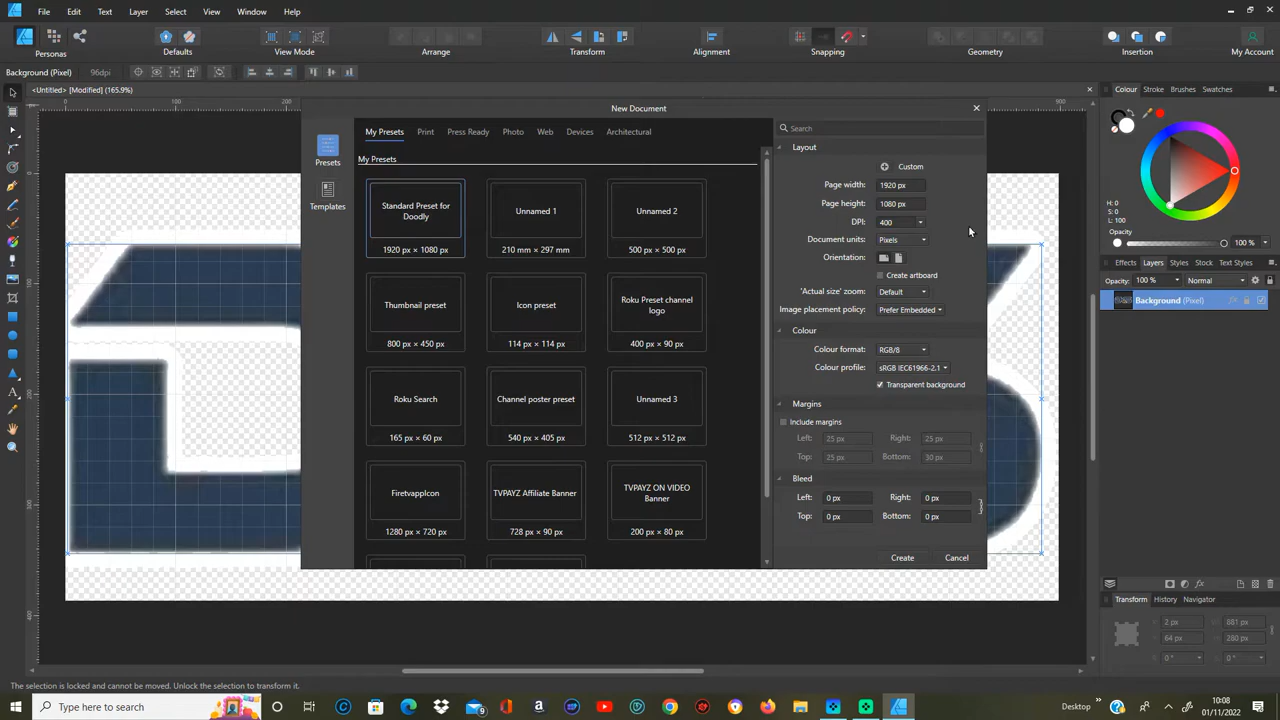 File Edit Text Layer Select View Window Help
Personas Defaults View Mode Arrange Transform Alignment Snapping Geometry Insertion My Account
Background (Pixel) 96dpi
<Untitled> [Modified] (165.9%)
0 100 200 900
New Document
My Presets Print Press Ready Photo Web Devices Architectural
Presets
Templates
My Presets
Standard Preset for Doodly
1920 px × 1080 px
Unnamed 1
210 mm × 297 mm
Unnamed 2
500 px × 500 px
Thumbnail preset
800 px × 450 px
Icon preset
114 px × 114 px
Roku Preset channel logo
400 px × 90 px
Roku Search
165 px × 60 px
Channel poster preset
540 px × 405 px
Unnamed 3
512 px × 512 px
FiretvappIcon
1280 px × 720 px
TVPAYZ Affiliate Banner
728 px × 90 px
TVPAYZ ON VIDEO Banner
200 px × 80 px
Search
Layout
Custom
Page width: 1920 px
Page height: 1080 px
DPI: 400
Document units: Pixels
Orientation:
Create artboard
'Actual size' zoom: Default
Image placement policy: Prefer Embedded
Colour
Colour format: RGB/8
Colour profile: sRGB IEC61966-2.1
Transparent background
Margins
Include margins
Left: 25 px Right: 25 px
Top: 25 px Bottom: 30 px
Bleed
Left: 0 px Right: 0 px
Top: 0 px Bottom: 0 px
Create Cancel
Colour Stroke Brushes Swatches
H: 0
S: 0
L: 100
Opacity
100 %
Effects Layers Styles Stock Text Styles
Opacity: 100 % Normal
Background (Pixel)
Transform History Navigator
X: 2 px W: 881 px
Y: 64 px H: 280 px
0 ° 0 °
The selection is locked and cannot be moved. Unlock the selection to transform it.
Type here to search
Desktop
10:08
01/11/2022